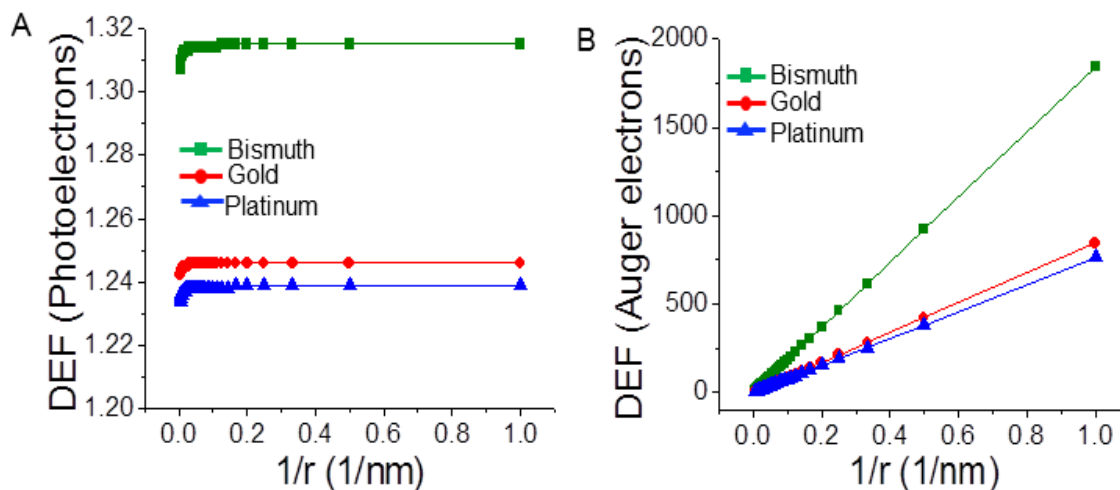 A
DEF (Photoelectrons)
1.32
1.30
1.28
1.26
1.24
1.22
1.20
Bismuth
Gold
Platinum
0.0 0.2 0.4 0.6 0.8 1.0
1/r (1/nm)
B
DEF (Auger electrons)
2000
1500
1000
500
0
Bismuth
Gold
Platinum
0.0 0.2 0.4 0.6 0.8 1.0
1/r (1/nm)